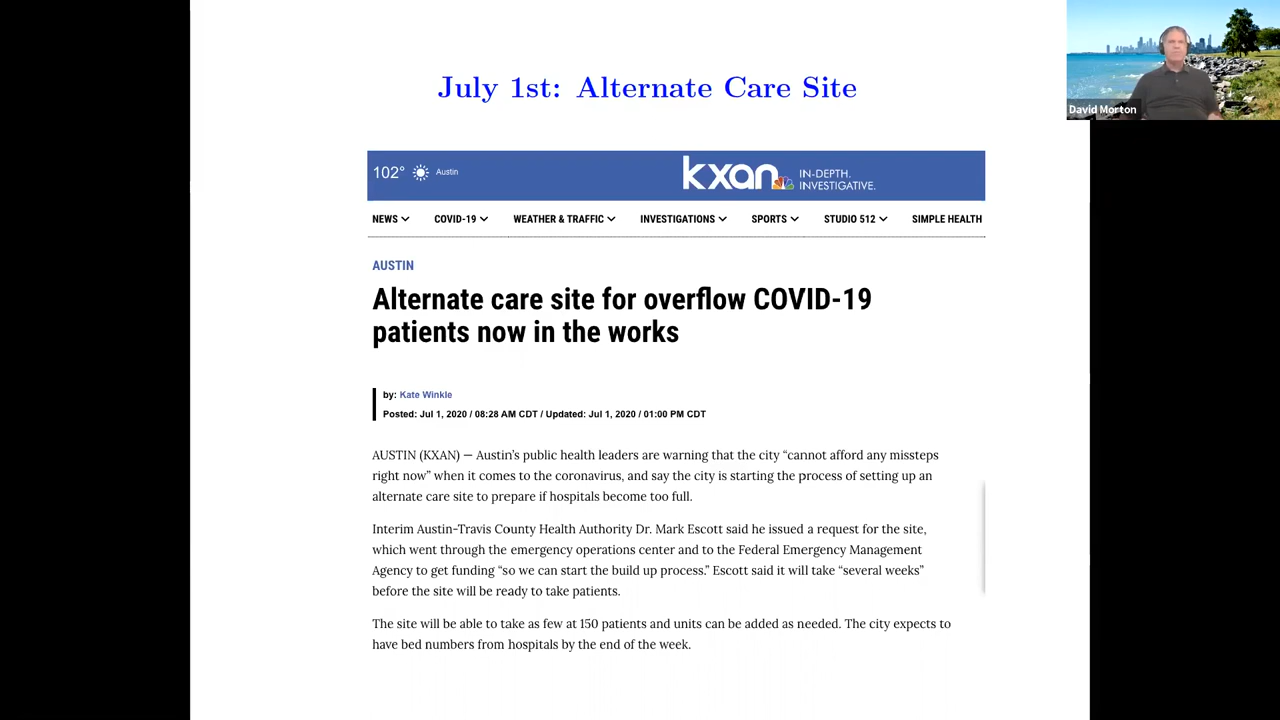 July 1st: Alternate Care Site
David Morton
102° Austin
kxan IN-DEPTH.
INVESTIGATIVE.
NEWS COVID-19 WEATHER & TRAFFIC INVESTIGATIONS SPORTS STUDIO 512 SIMPLE HEALTH
AUSTIN
Alternate care site for overflow COVID-19
patients now in the works
by: Kate Winkle
Posted: Jul 1, 2020 / 08:28 AM CDT / Updated: Jul 1, 2020 / 01:00 PM CDT
AUSTIN (KXAN) — Austin’s public health leaders are warning that the city “cannot afford any missteps
right now” when it comes to the coronavirus, and say the city is starting the process of setting up an
alternate care site to prepare if hospitals become too full.
Interim Austin-Travis County Health Authority Dr. Mark Escott said he issued a request for the site,
which went through the emergency operations center and to the Federal Emergency Management
Agency to get funding “so we can start the build up process.” Escott said it will take “several weeks”
before the site will be ready to take patients.
The site will be able to take as few at 150 patients and units can be added as needed. The city expects to
have bed numbers from hospitals by the end of the week.